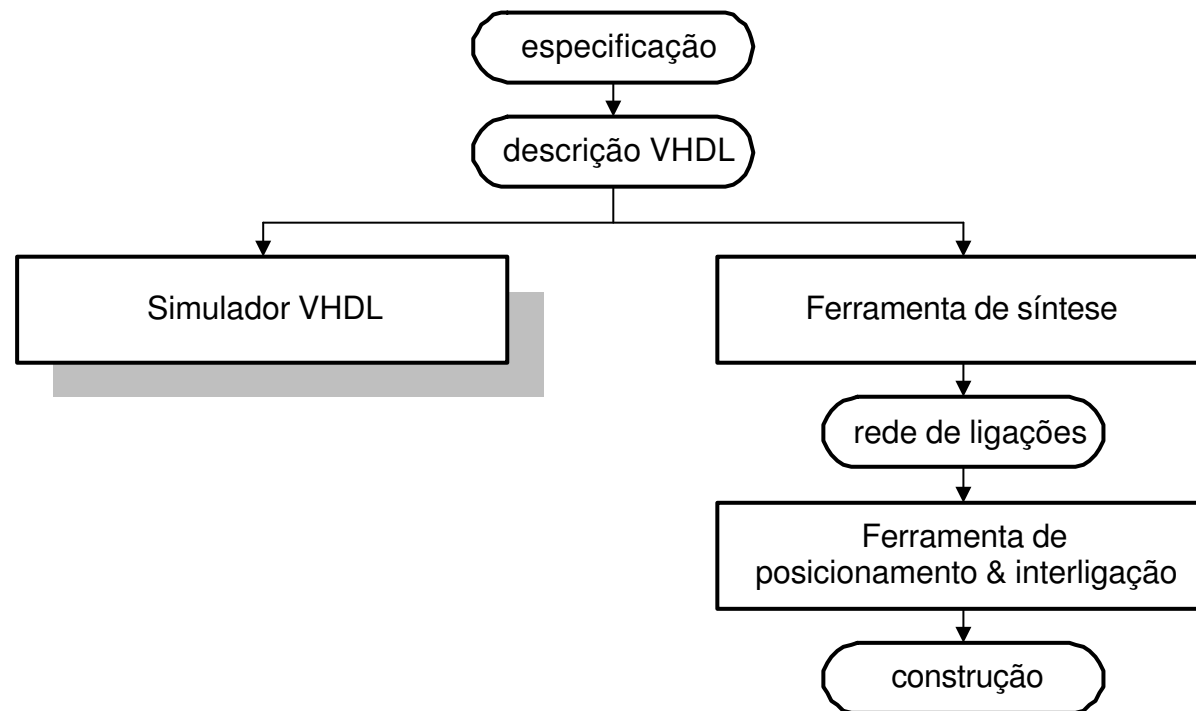 especificação
descrição VHDL
Simulador VHDL
Ferramenta de síntese
rede de ligações
Ferramenta de
posicionamento & interligação
construção